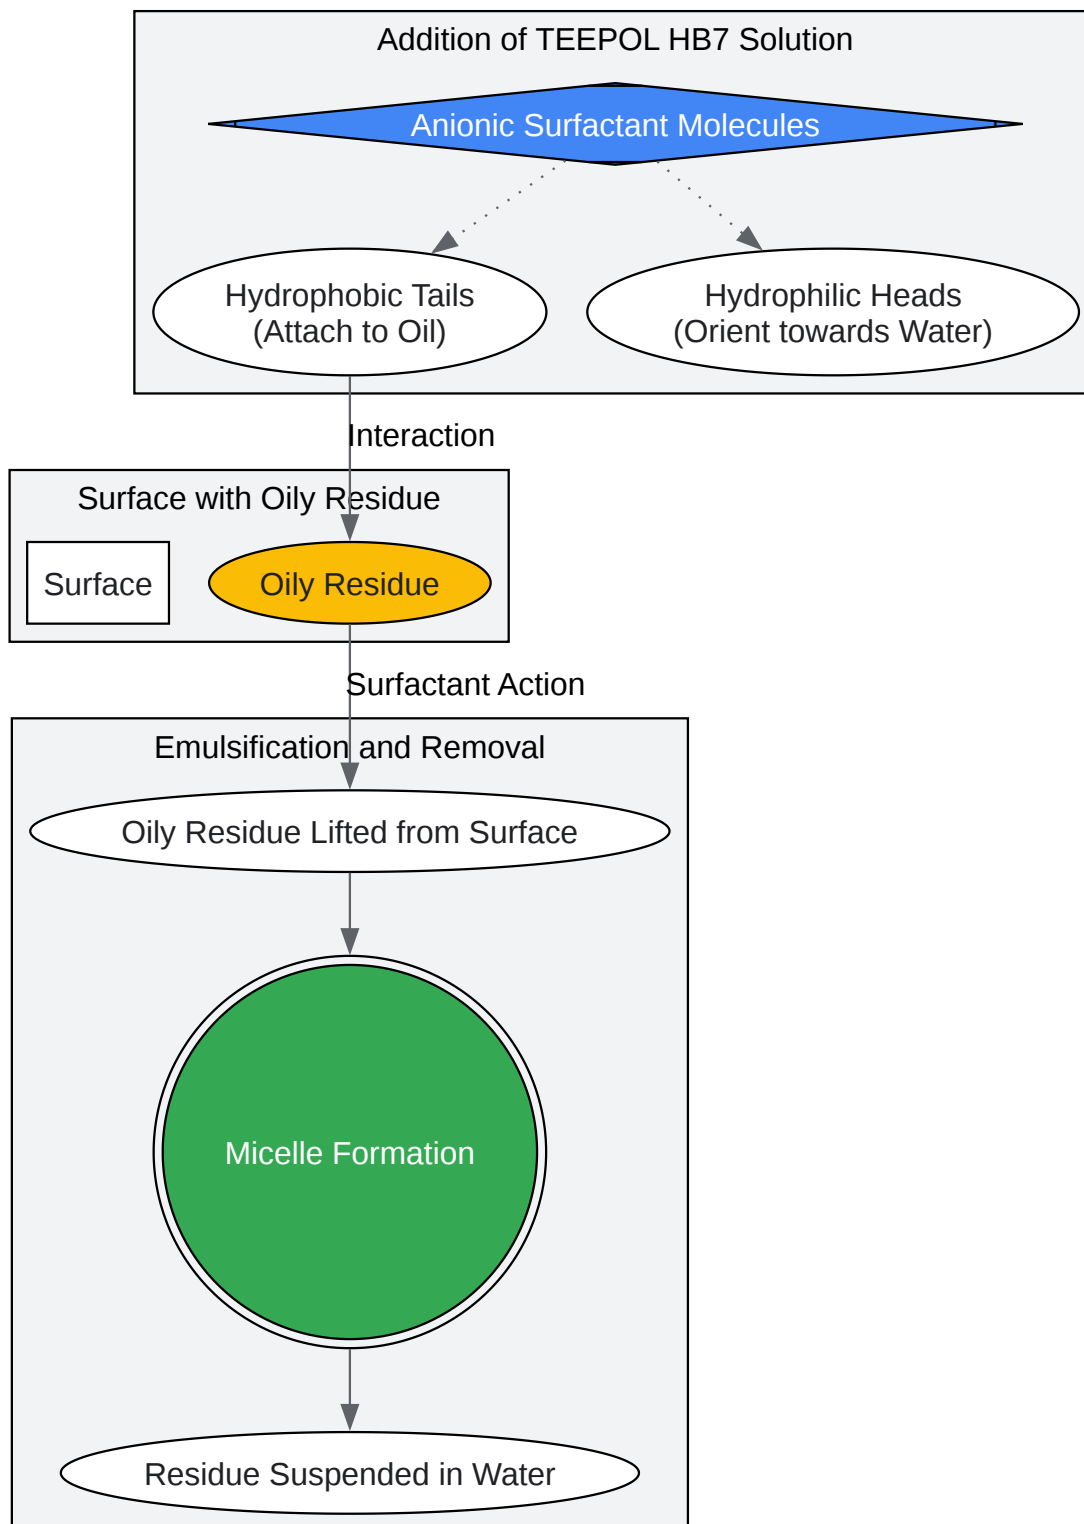 Addition of TEEPOL HB7 Solution
Anionic Surfactant Molecules
Hydrophobic Tails
(Attach to Oil)
Hydrophilic Heads
(Orient towards Water)
Interaction
Surface with Oily Residue
Surface
Oily Residue
Surfactant Action
Emulsification and Removal
Oily Residue Lifted from Surface
Micelle Formation
Residue Suspended in Water